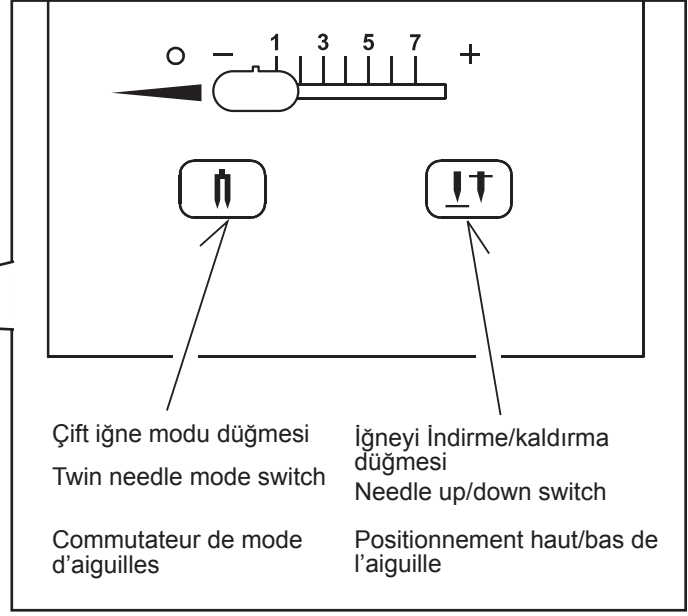 − 1 3 5 7 +
Çift iğne modu düğmesi
Twin needle mode switch
Commutateur de mode
d’aiguilles
İğneyi İndirme/kaldırma
düğmesi
Needle up/down switch
Positionnement haut/bas de
l’aiguille